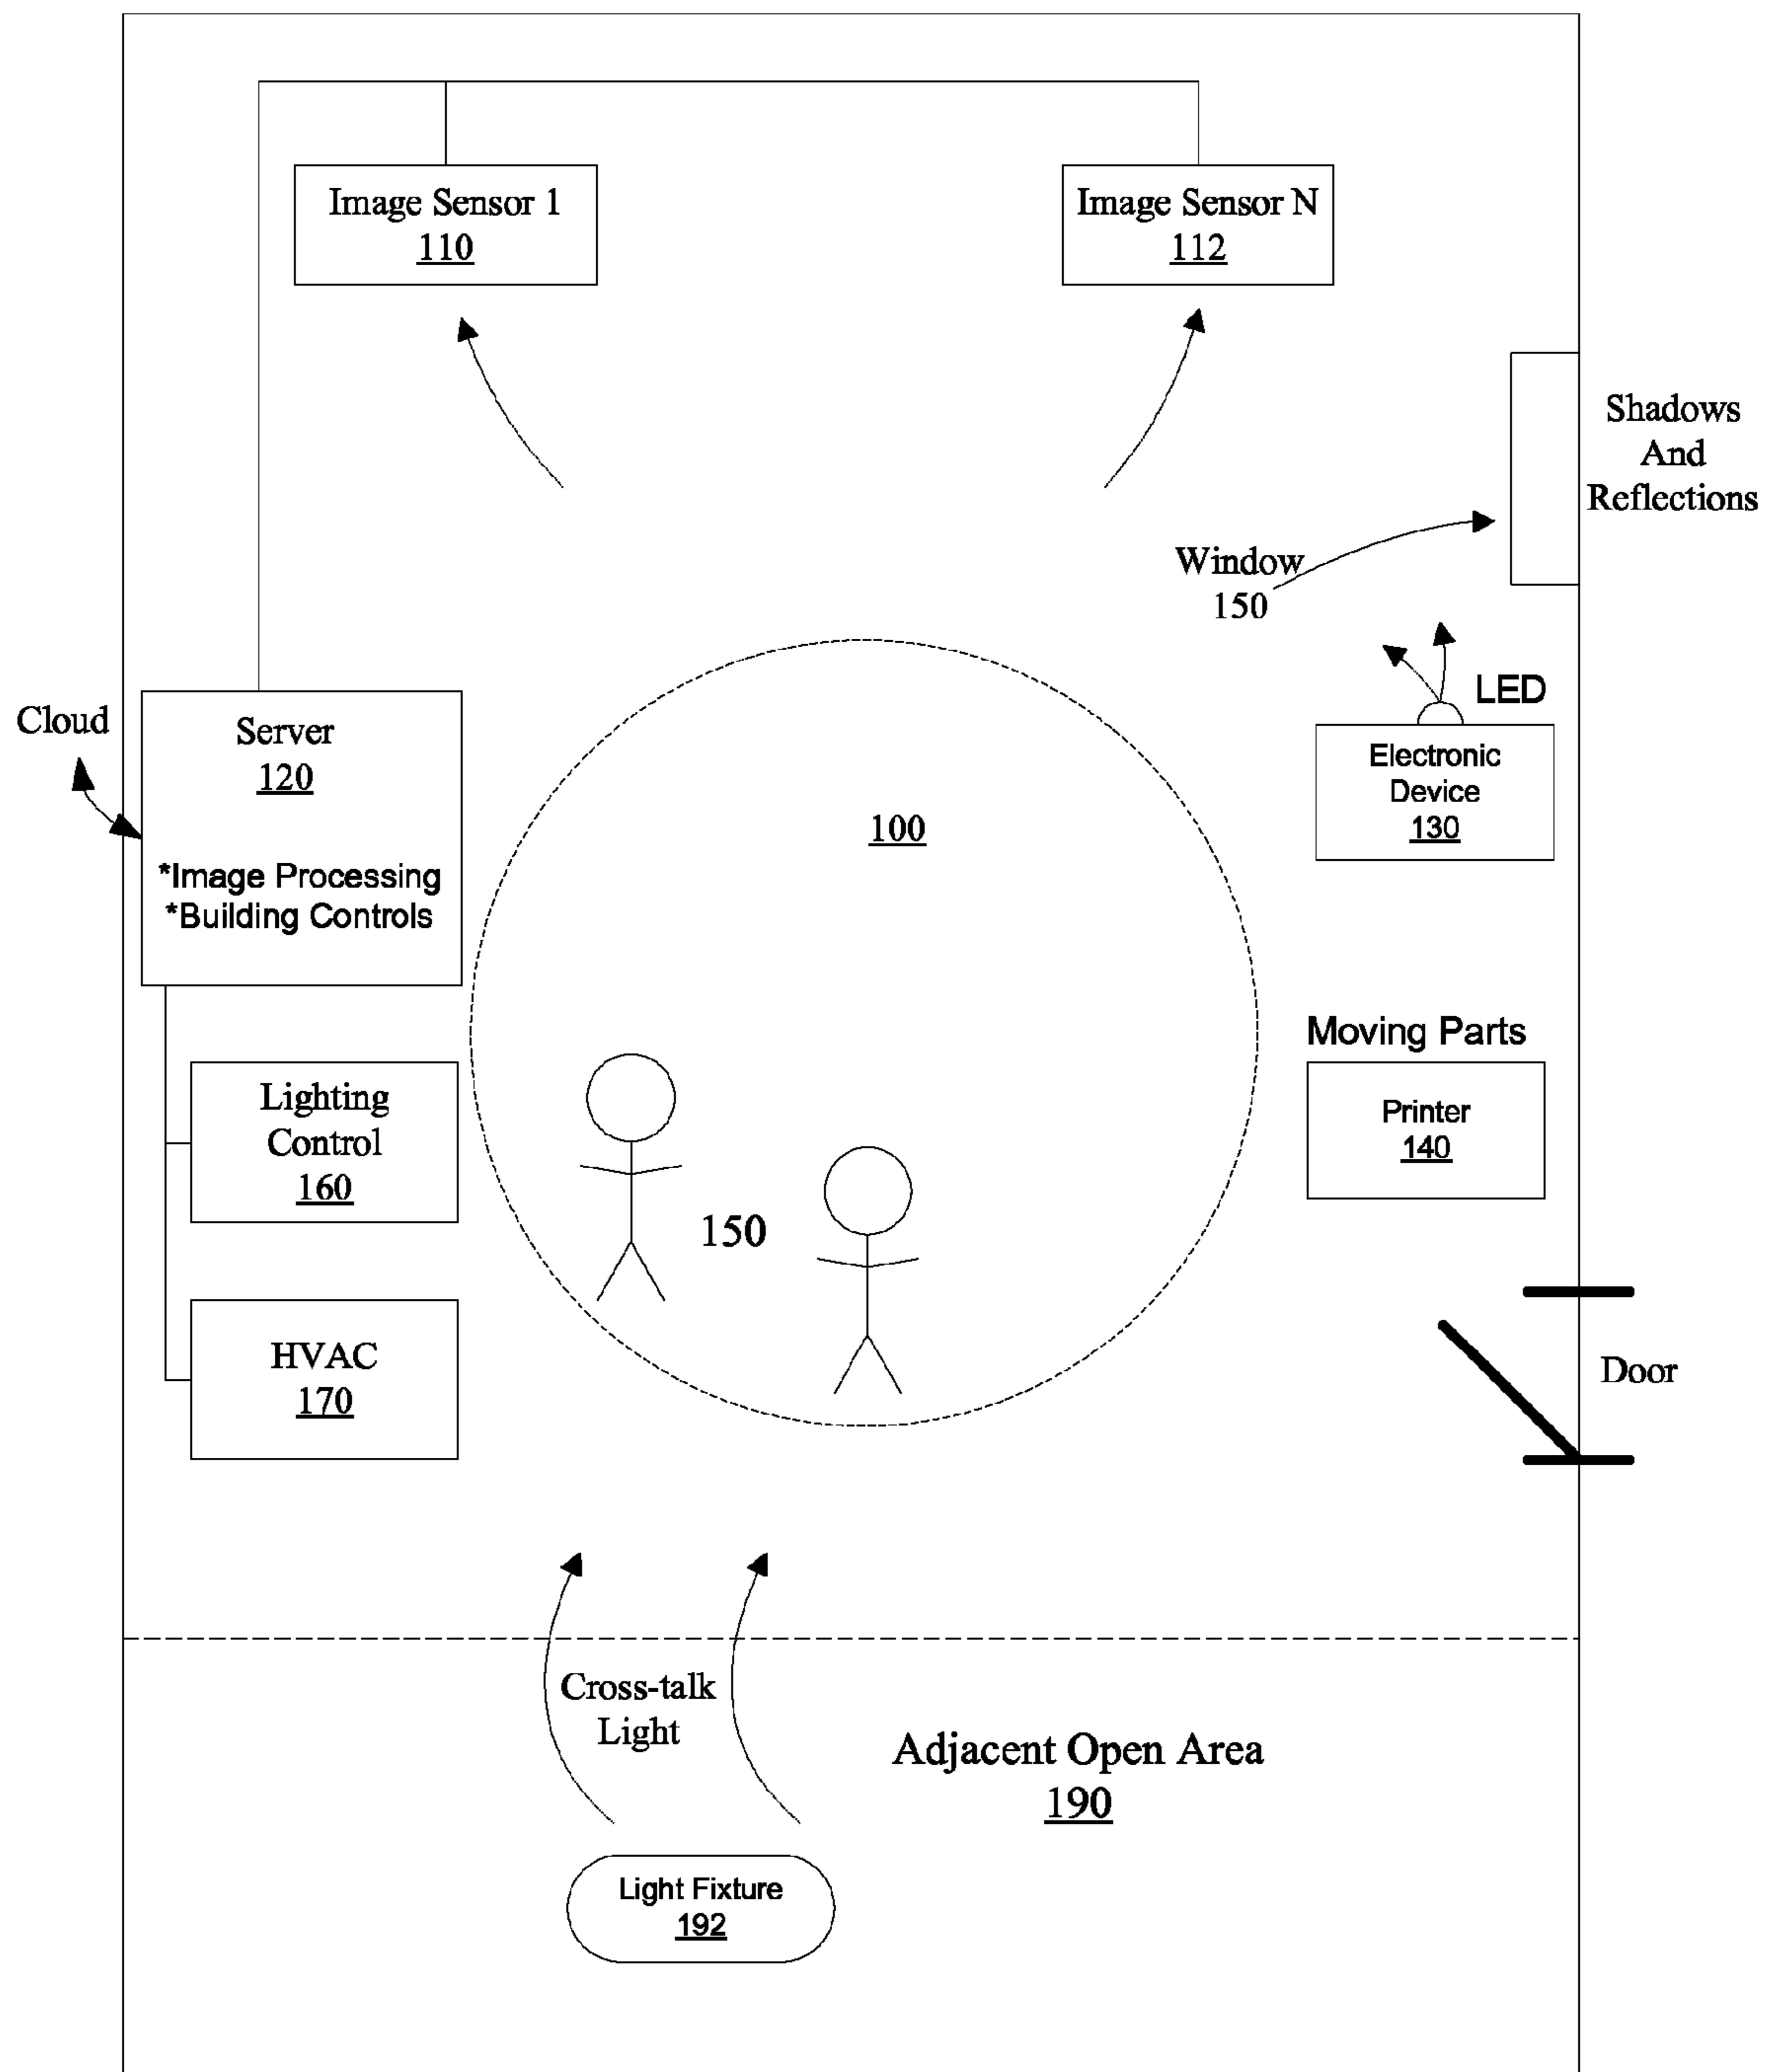 Image Sensor 1
110
Image Sensor N
112
Shadows
And
Reflections
Window
150
Cloud
Server
120
*Image Processing
*Building Controls
LED
Electronic
Device
130
100
Moving Parts
Printer
140
Lighting
Control
160
150
HVAC
170
Door
Cross-talk
Light
Adjacent Open Area
190
Light Fixture
192